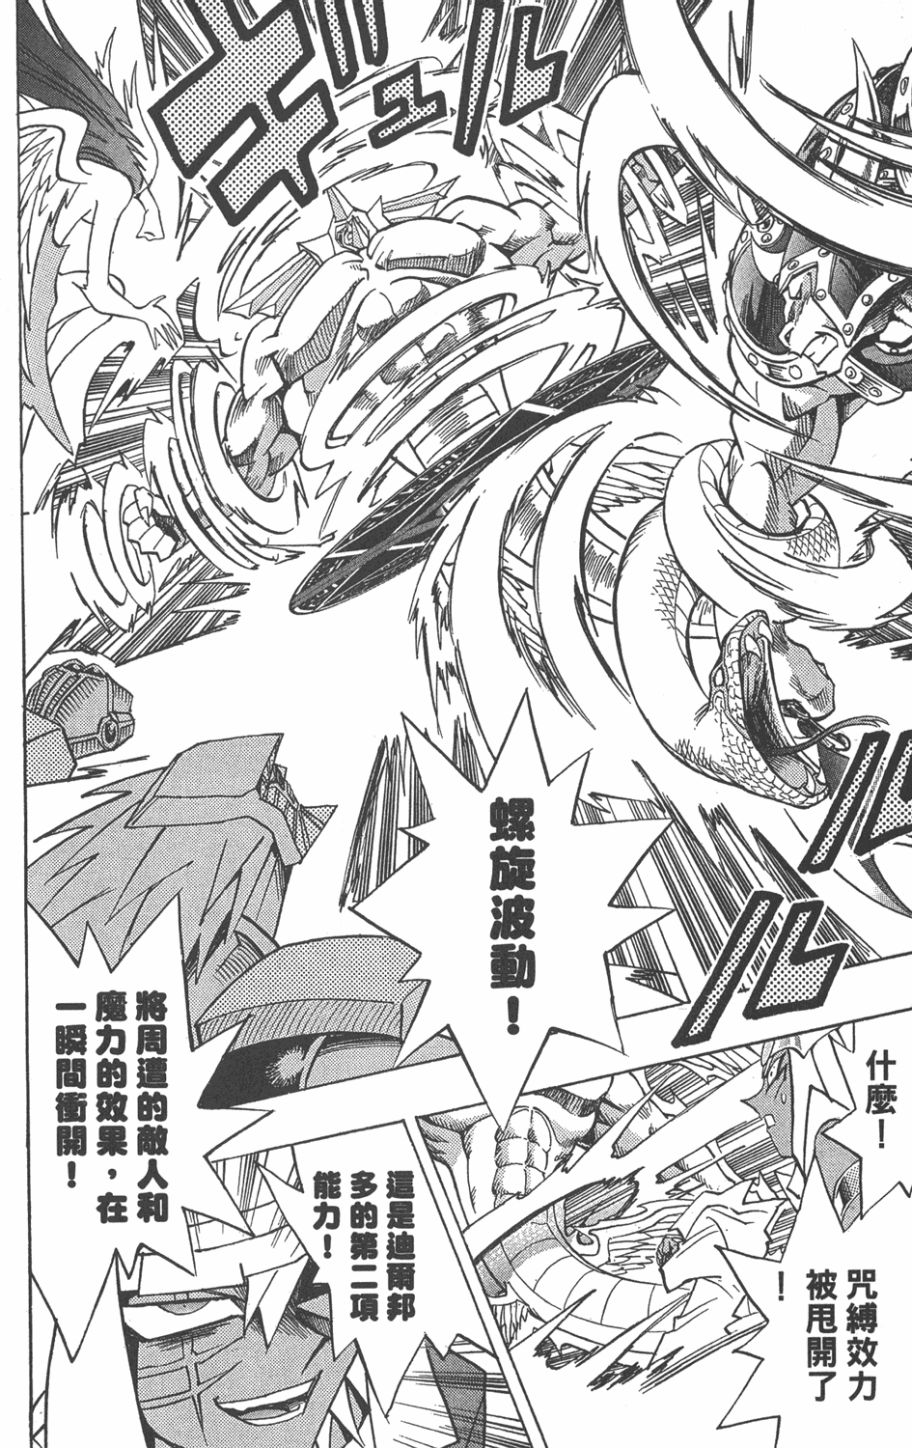 ギュルルル
ルル
螺旋波動！
什麼！
咒縛效力
被甩開了
！
這是迪爾邦
多的第二項
能力！
將周遭的敵人和
魔力的效果，在
一瞬間衝開！